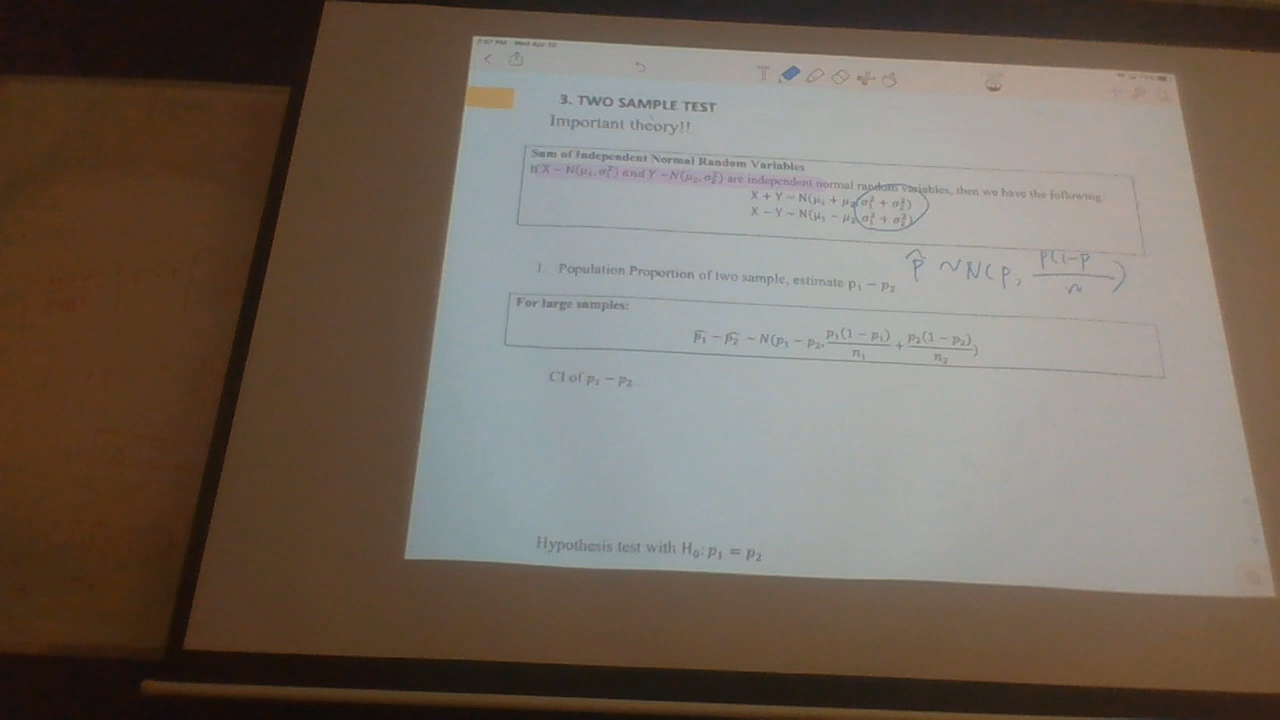 3. TWO SAMPLE TEST
Important theory!!
Sum of Independent Normal Random Variables
If X ~ N(μ₁, σ₁²) and Y ~N(μ₂, σ₂²) are independent normal random variables, then we have the following:
X + Y ~ N(μ₁ + μ₂, σ₁² + σ₂²)
X − Y ~ N(μ₁ − μ₂, σ₁² + σ₂²)
p̂ ~ N(p, p(1-p / n)
1. Population Proportion of two sample, estimate p₁ − p₂
For large samples:
p̂₁ − p̂₂ ~ N(p₁ − p₂, p₁(1 − p₁) / n₁ + p₂(1 − p₂) / n₂)
CI of p₁ − p₂
Hypothesis test with H₀: p₁ = p₂